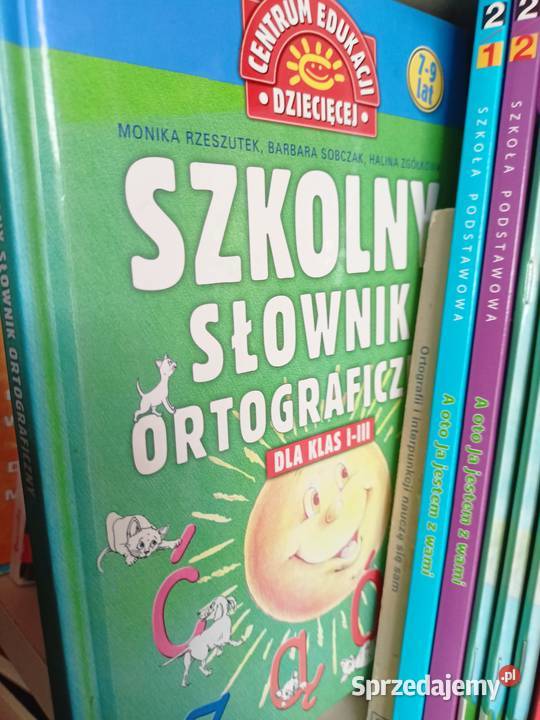 CENTRUM EDUKACJI
DZIECIĘCEJ
7-9
lat
MONIKA RZESZUTEK, BARBARA SOBCZAK, HALINA
SZKOLNY
SŁOWNIK
ORTOGRAFICZ
DLA KLAS I-III
Ć
ą
Ó
SŁOWNIK ORTOGRAFICZNY
Ortografii i interpunkcji nauczę się sam
2
1
SZKOŁA PODSTAWOWA
A oto ja jestem z wami
2
2
SZKOŁA PODSTAWOWA
A oto ja jestem z wami
Sprzedajemy.pl